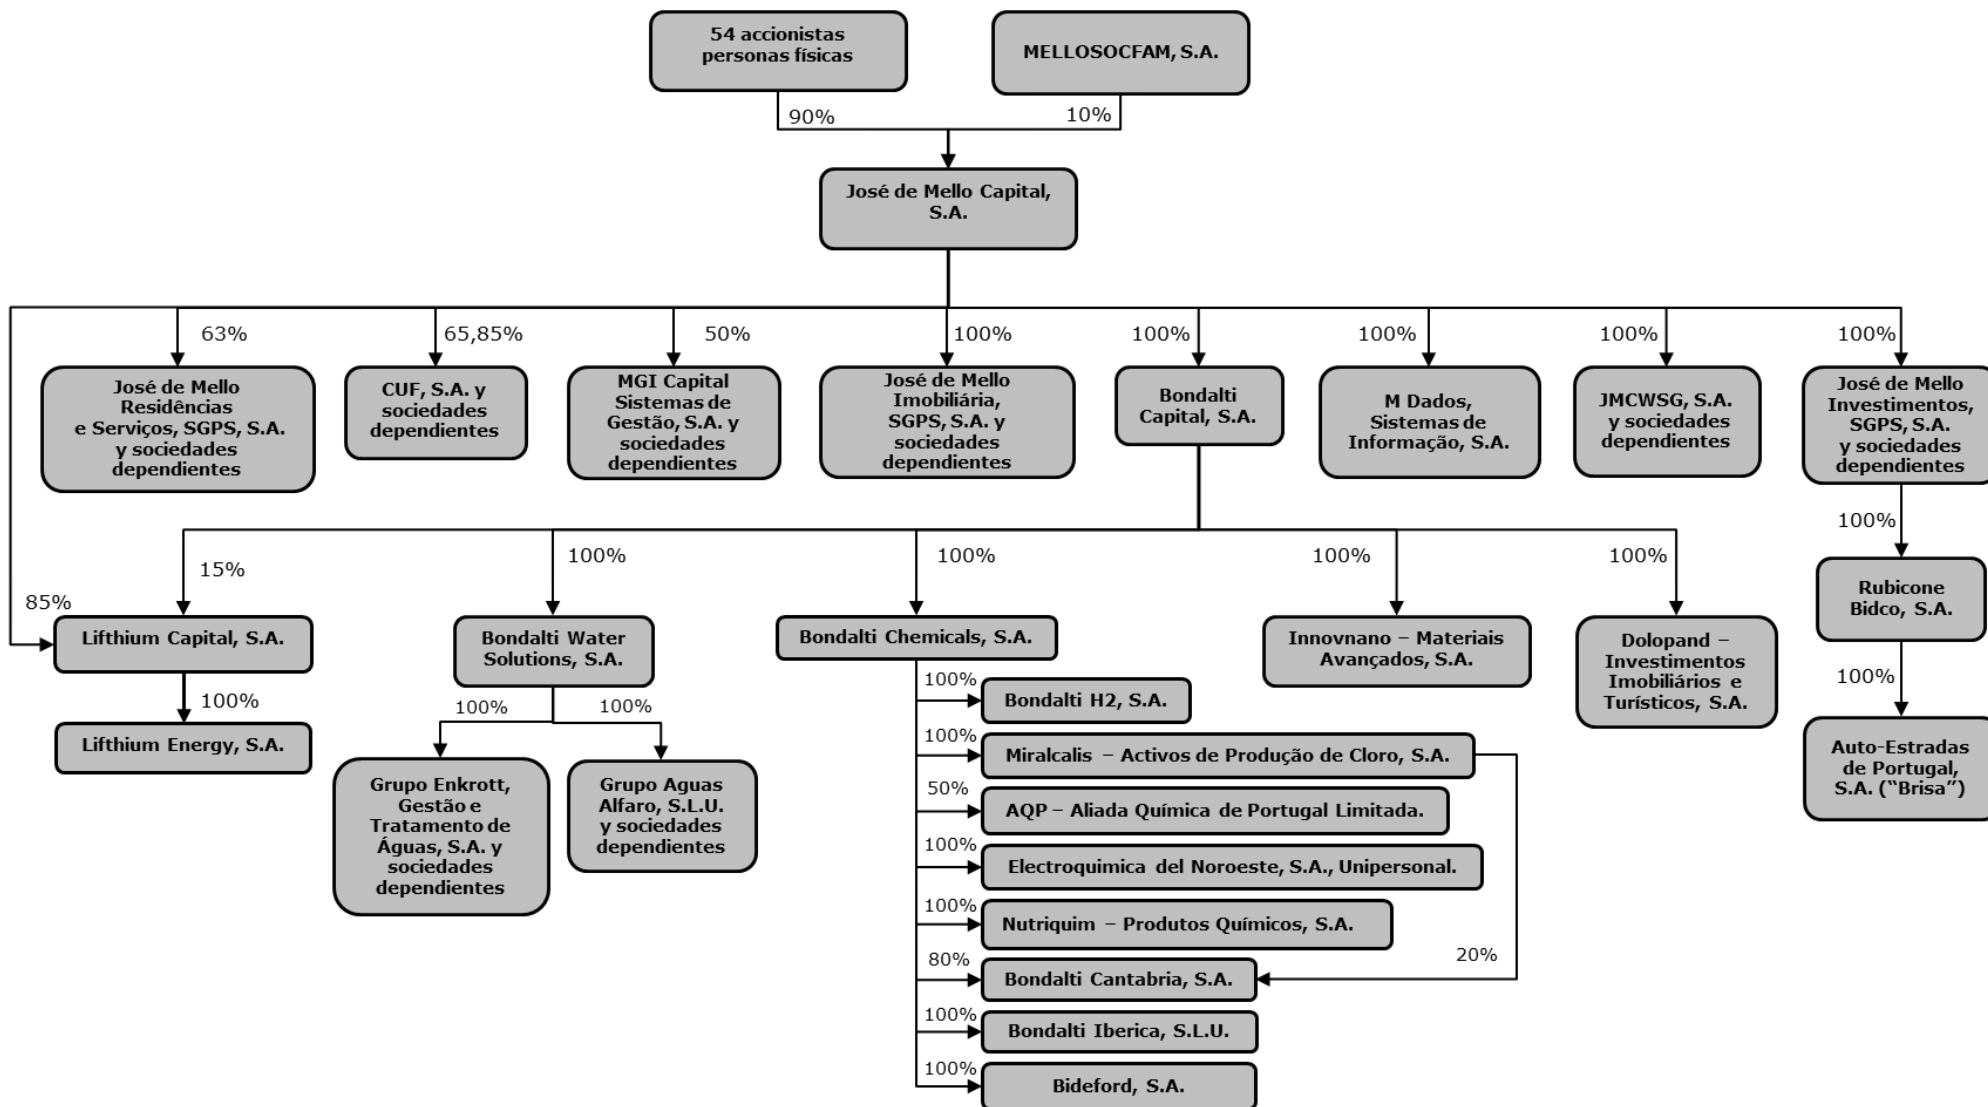 54 accionistas
personas físicas
MELLOSOCFAM, S.A.
90%
10%
José de Mello Capital,
S.A.
63%
65,85%
50%
100%
100%
100%
100%
100%
José de Mello
Residências
e Serviços, SGPS, S.A.
y sociedades
dependientes
CUF, S.A. y
sociedades
dependientes
MGI Capital
Sistemas de
Gestão, S.A. y
sociedades
dependientes
José de Mello
Imobiliária,
SGPS, S.A. y
sociedades
dependientes
Bondalti
Capital, S.A.
M Dados,
Sistemas de
Informação, S.A.
JMCWSG, S.A.
y sociedades
dependientes
José de Mello
Investimentos,
SGPS, S.A.
y sociedades
dependientes
85%
15%
100%
100%
100%
100%
100%
Lifthium Capital, S.A.
Bondalti Water
Solutions, S.A.
Bondalti Chemicals, S.A.
Innovnano – Materiais
Avançados, S.A.
Dolopand –
Investimentos
Imobiliários e
Turísticos, S.A.
Rubicone
Bidco, S.A.
100%
Lifthium Energy, S.A.
100%
100%
Grupo Enkrott,
Gestão e
Tratamento de
Águas, S.A. y
sociedades
dependientes
Grupo Aguas
Alfaro, S.L.U.
y sociedades
dependientes
100%
Bondalti H2, S.A.
100%
Miralcalis – Activos de Produção de Cloro, S.A.
50%
AQP – Aliada Química de Portugal Limitada.
100%
Electroquimica del Noroeste, S.A., Unipersonal.
100%
Nutriquim – Produtos Químicos, S.A.
80%
Bondalti Cantabria, S.A.
20%
100%
Bondalti Iberica, S.L.U.
100%
Bideford, S.A.
100%
Auto-Estradas
de Portugal,
S.A. (“Brisa”)